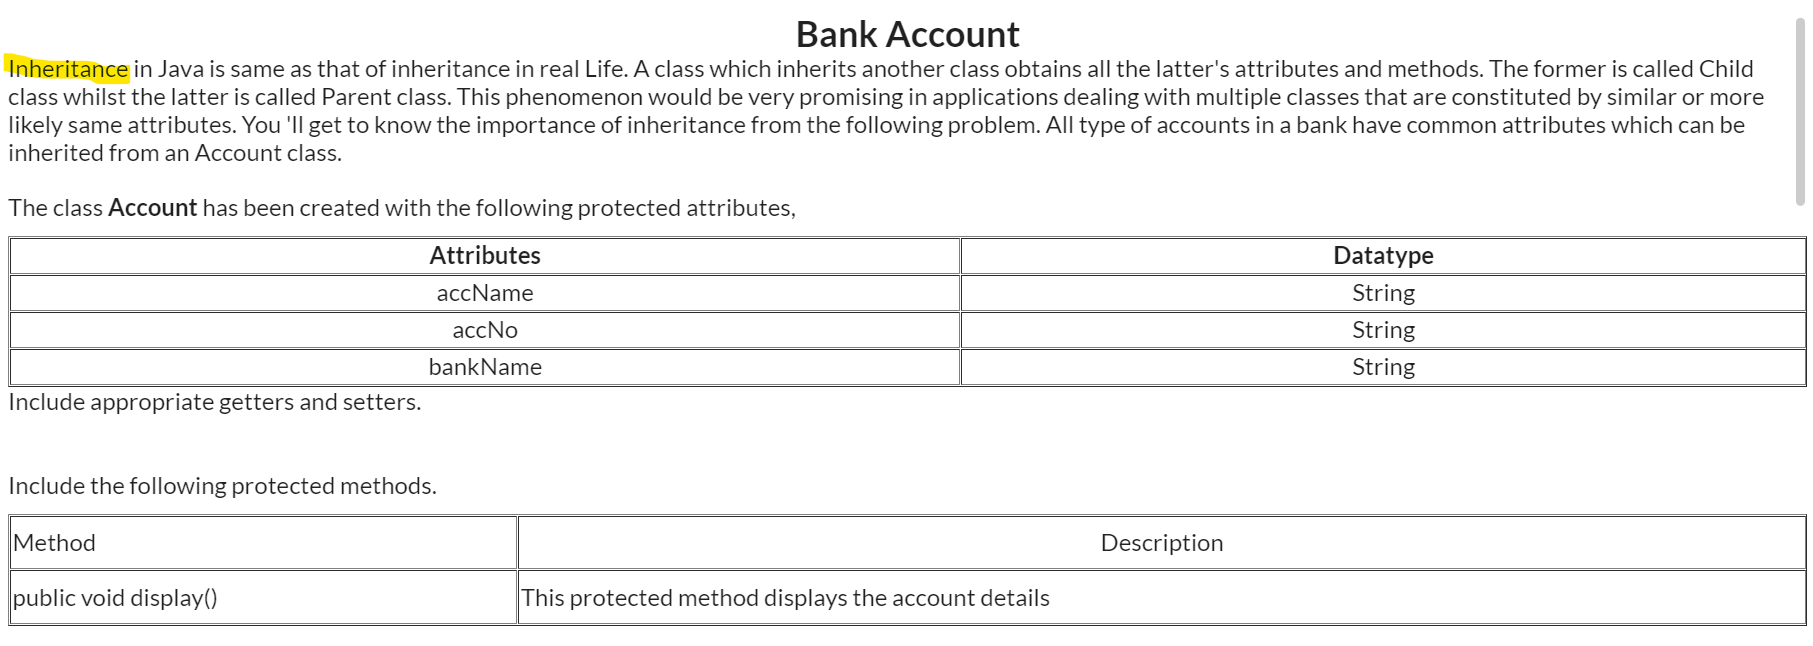 Bank Account
Inheritance in Java is same as that of inheritance in real Life. A class which inherits another class obtains all the latter's attributes and methods. The former is called Child
class whilst the latter is called Parent class. This phenomenon would be very promising in applications dealing with multiple classes that are constituted by similar or more
likely same attributes. You 'll get to know the importance of inheritance from the following problem. All type of accounts in a bank have common attributes which can be
inherited from an Account class.
The class Account has been created with the following protected attributes,
Attributes Datatype
accName String
accNo String
bankName String
Include appropriate getters and setters.
Include the following protected methods.
Method Description
public void display() This protected method displays the account details